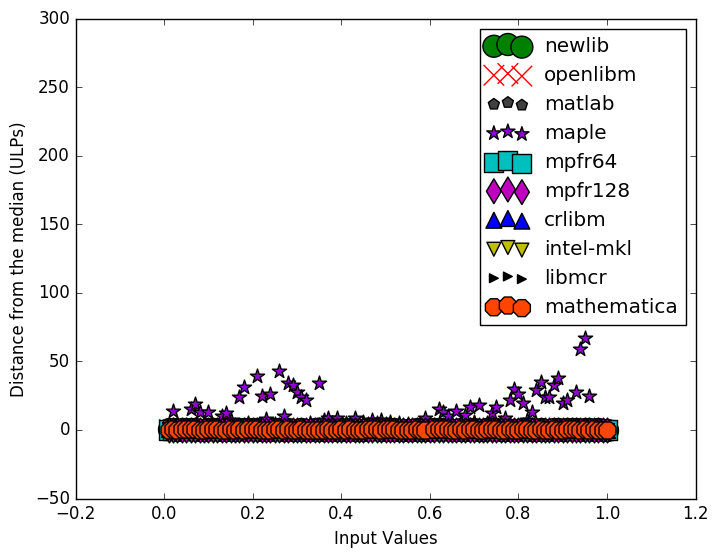 300
250
200
150
100
50
0
−50
−0.2
0.0
0.2
0.4
0.6
0.8
1.0
1.2
Distance from the median (ULPs)
Input Values
newlib
openlibm
matlab
maple
mpfr64
mpfr128
crlibm
intel-mkl
libmcr
mathematica